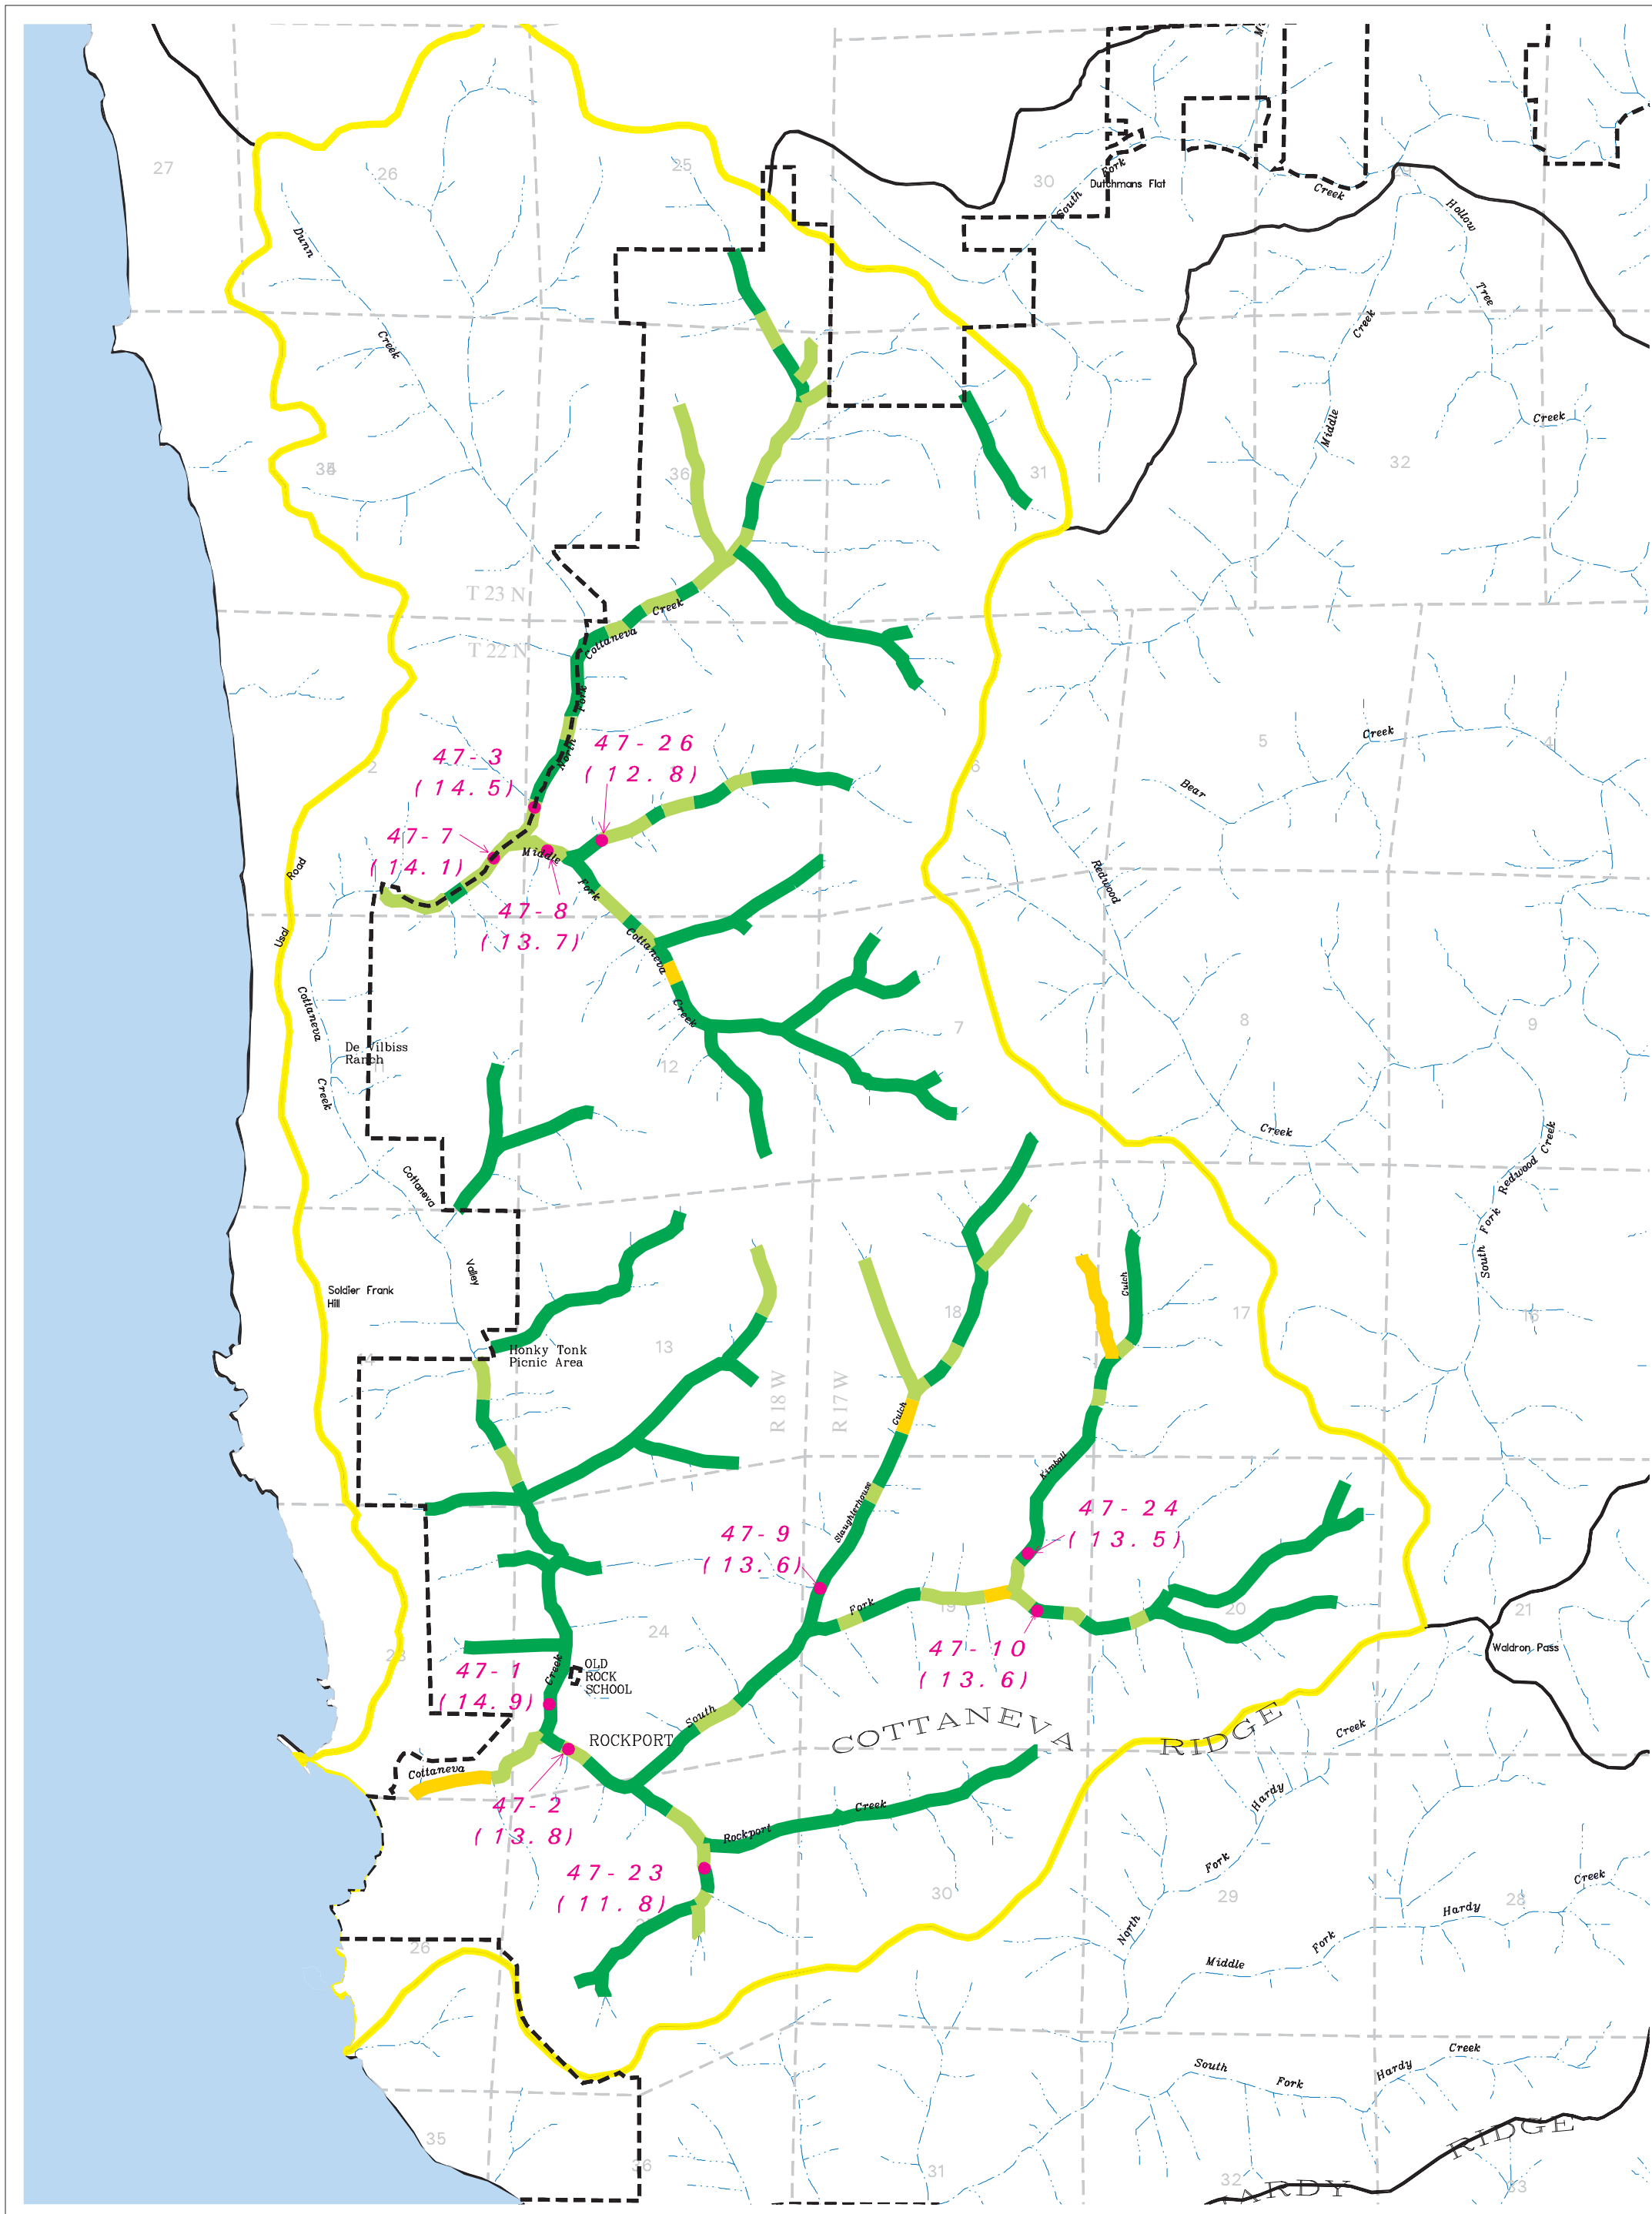 27
26
25
30
Dutchmans Flat
South
Fork
Creek
Hollow
Tree
Creek
Dunn
Creek
Middle
Creek
36
31
32
T 23 N
T 22 N
North
Fork
Cottaneva
Creek
47-3
(14.5)
47-26
(12.8)
47-7
(14.1)
47-8
(13.7)
2
6
5
4
Bear
Creek
Redwood
Creek
Usal
Road
Middle
Fork
Cottaneva
Creek
Cottaneva
Creek
De Vilbiss
Ranch
12
7
8
9
South
Fork
Redwood
Creek
Cottaneva
Valley
Soldier Frank
Hill
Honky Tonk
Picnic Area
14
13
18
17
16
R 18 W
R 17 W
Gulch
Slaughterhouse
Gulch
Kimball
47-9
(13.6)
47-24
(13.5)
47-10
(13.6)
Fork
South
19
20
21
Waldron Pass
23
24
47-1
(14.9)
Creek
OLD
ROCK
SCHOOL
ROCKPORT
COTTANEVA
RIDGE
Cottaneva
47-2
(13.8)
47-23
(11.8)
Rockport
Creek
26
30
29
28
North
Fork
Hardy
Creek
Middle
Fork
Hardy
Creek
South
Fork
Hardy
Creek
35
36
31
32
33
ARDY
RIDGE